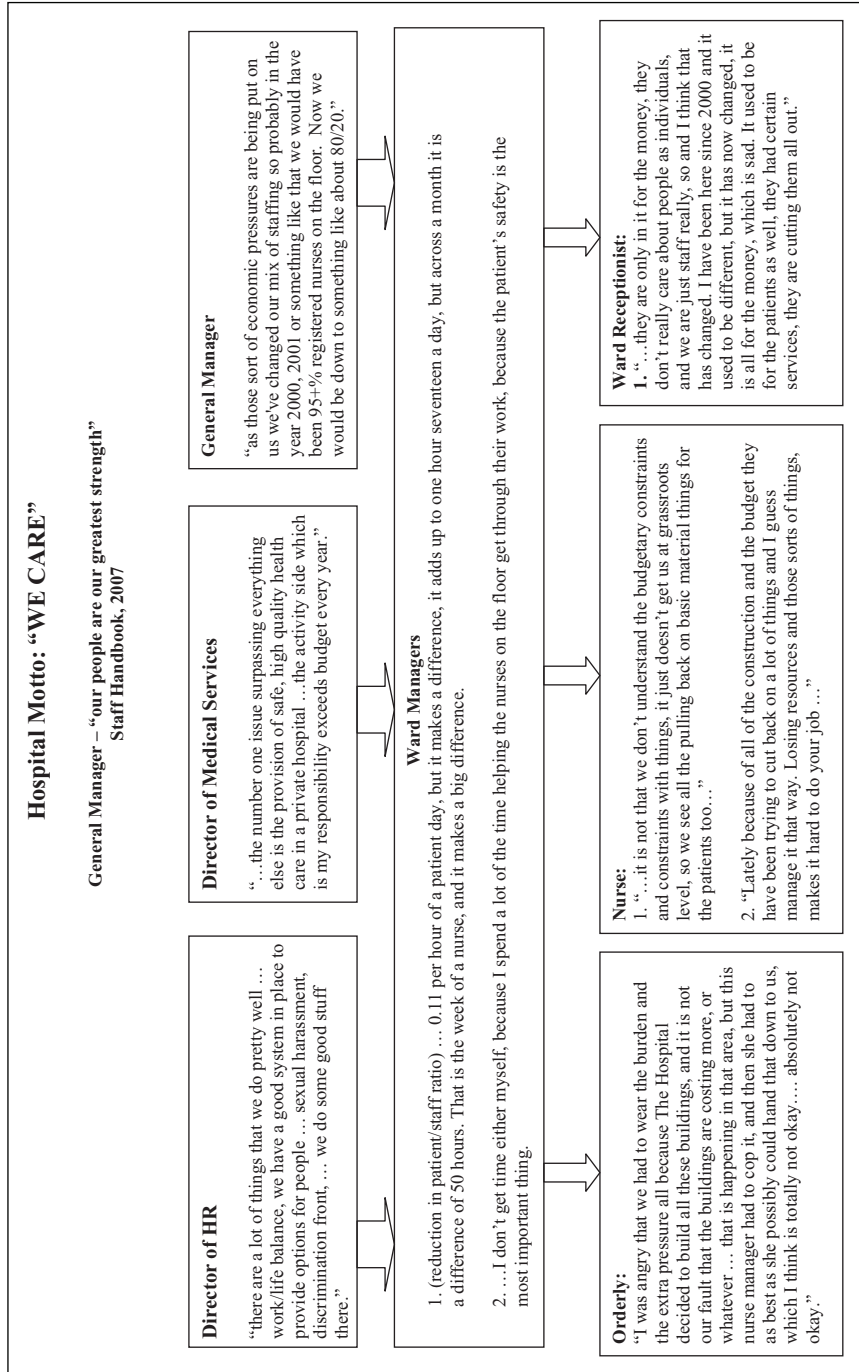 Hospital Motto: “WE CARE”
General Manager – “our people are our greatest strength”
Staff Handbook, 2007
Director of HR
“there are a lot of things that we do pretty well …
work/life balance, we have a good system in place to
provide options for people … sexual harassment,
discrimination front, … we do some good stuff
there.”
Director of Medical Services
“…the number one issue surpassing everything
else is the provision of safe, high quality health
care in a private hospital …the activity side which
is my responsibility exceeds budget every year.”
General Manager
“as those sort of economic pressures are being put on
us we've changed our mix of staffing so probably in the
year 2000, 2001 or something like that we would have
been 95+% registered nurses on the floor. Now we
would be down to something like about 80/20.”
Ward Managers
1. (reduction in patient/staff ratio) … 0.11 per hour of a patient day, but it makes a difference, it adds up to one hour seventeen a day, but across a month it is
a difference of 50 hours. That is the week of a nurse, and it makes a big difference.
2. …I don't get time either myself, because I spend a lot of the time helping the nurses on the floor get through their work, because the patient's safety is the
most important thing.
Orderly:
“I was angry that we had to wear the burden and
the extra pressure all because The Hospital
decided to build all these buildings, and it is not
our fault that the buildings are costing more, or
whatever … that is happening in that area, but this
nurse manager had to cop it, and then she had to
as best as she possibly could hand that down to us,
which I think is totally not okay…. absolutely not
okay.”
Nurse:
1. “…it is not that we don't understand the budgetary constraints
and constraints with things, it just doesn't get us at grassroots
level, so we see all the pulling back on basic material things for
the patients too…”
2. “Lately because of all of the construction and the budget they
have been trying to cut back on a lot of things and I guess
manage it that way. Losing resources and those sorts of things,
makes it hard to do your job …”
Ward Receptionist:
1. “…they are only in it for the money, they
don't really care about people as individuals,
and we are just staff really, so and I think that
has changed. I have been here since 2000 and it
used to be different, but it has now changed, it
is all for the money, which is sad. It used to be
for the patients as well, they had certain
services, they are cutting them all out.”